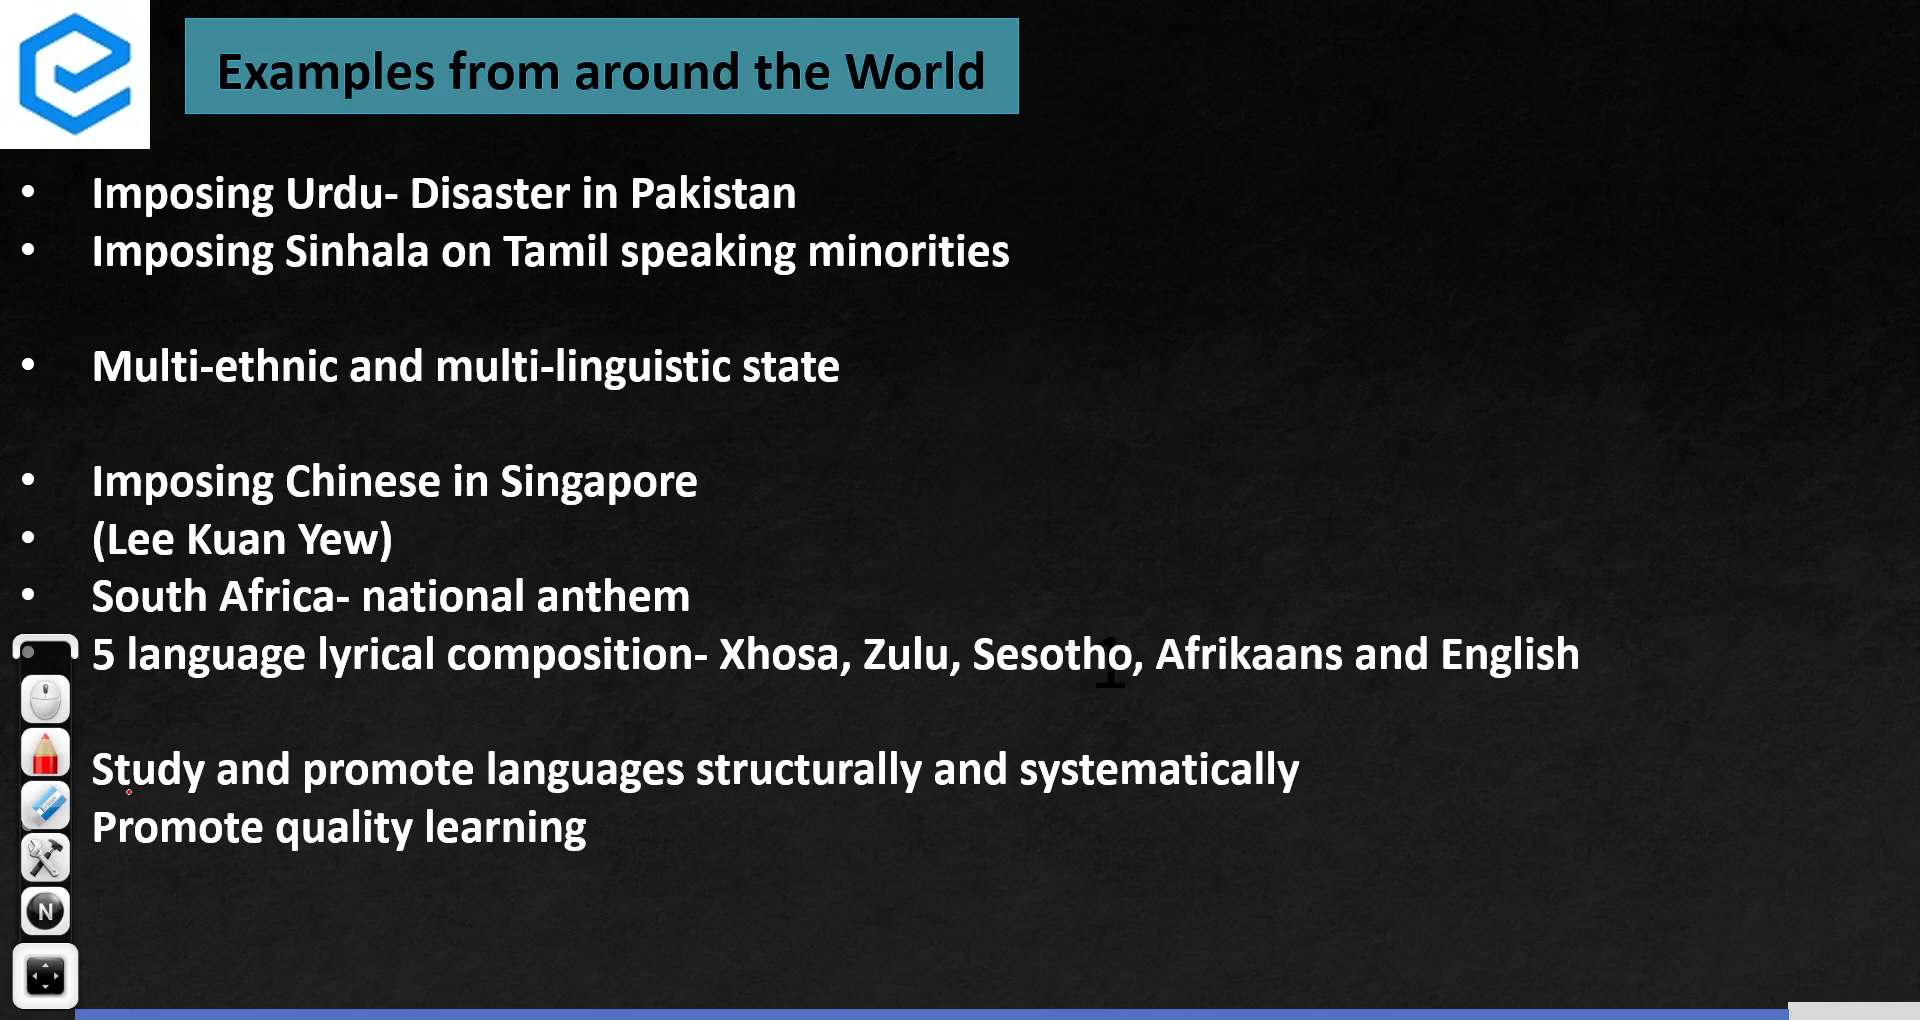 Examples from around the World
• Imposing Urdu- Disaster in Pakistan
• Imposing Sinhala on Tamil speaking minorities
• Multi-ethnic and multi-linguistic state
• Imposing Chinese in Singapore
• (Lee Kuan Yew)
• South Africa- national anthem
5 language lyrical composition- Xhosa, Zulu, Sesotho, Afrikaans and English
1
Study and promote languages structurally and systematically
Promote quality learning
N